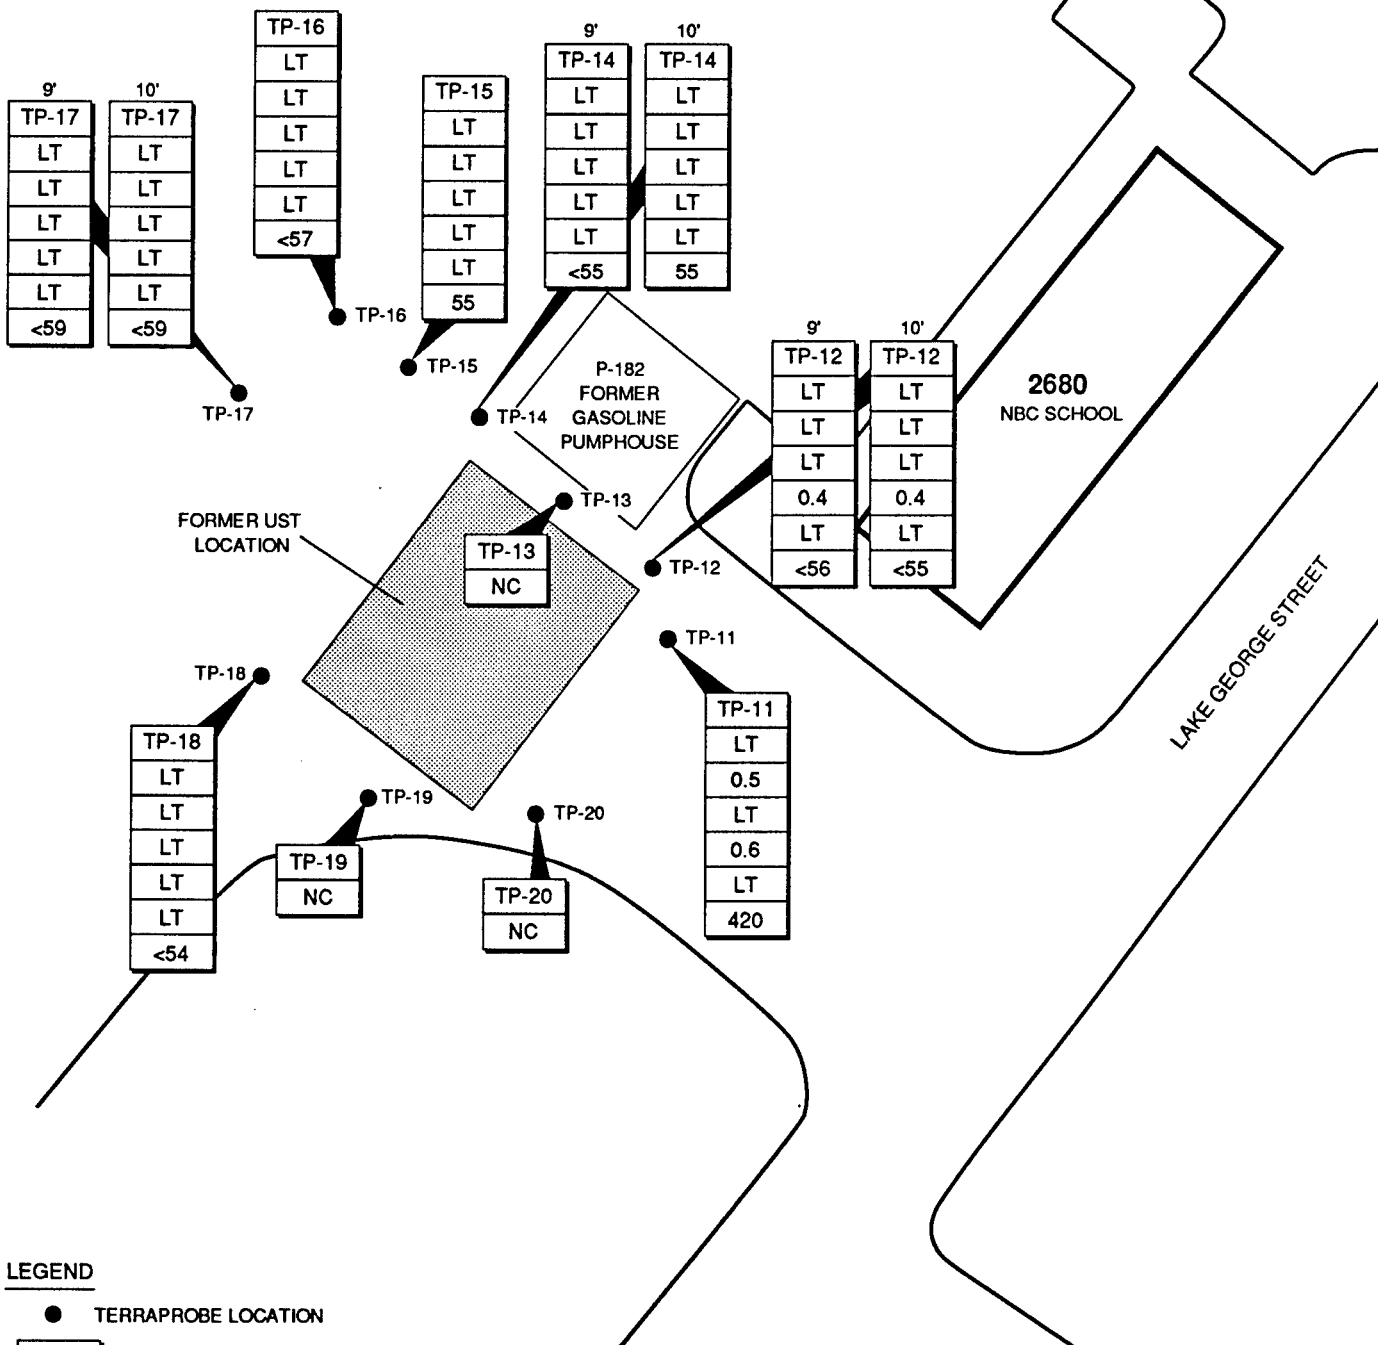 TP-16
LT
LT
LT
LT
LT
<57
9'
TP-14
LT
LT
LT
LT
LT
<55
10'
TP-14
LT
LT
LT
LT
LT
55
TP-15
LT
LT
LT
LT
LT
55
9'
TP-17
LT
LT
LT
LT
LT
<59
10'
TP-17
LT
LT
LT
LT
LT
<59
TP-16
TP-15
TP-17
TP-14
P-182
FORMER
GASOLINE
PUMPHOUSE
9'
TP-12
LT
LT
LT
0.4
LT
<56
10'
TP-12
LT
LT
LT
0.4
LT
<55
2680
NBC SCHOOL
TP-13
FORMER UST
LOCATION
TP-13
NC
TP-12
TP-11
LAKE GEORGE STREET
TP-18
TP-11
LT
0.5
LT
0.6
LT
420
TP-18
LT
LT
LT
LT
LT
<54
TP-19
TP-20
TP-19
NC
TP-20
NC
LEGEND
TERRAPROBE LOCATION